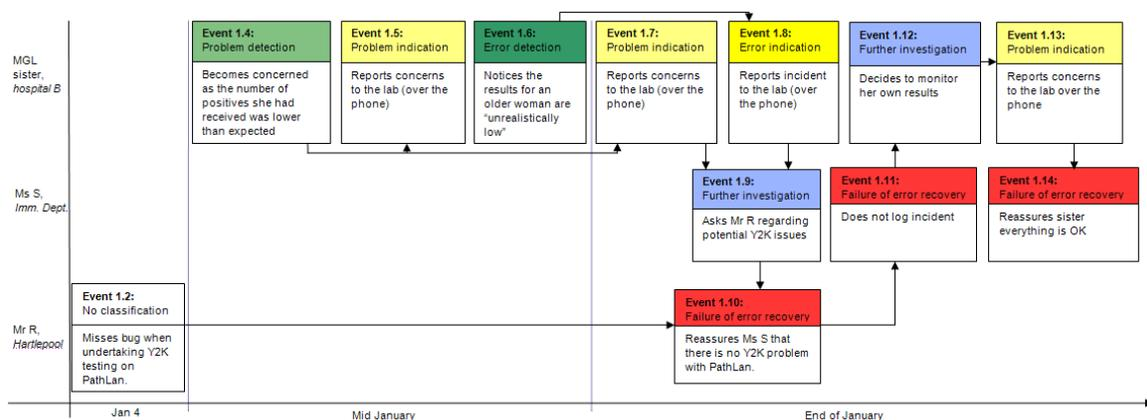 MGL
sister,
hospital B
Event 1.4:
Problem detection
Becomes concerned
as the number of
positives she had
received was lower
than expected
Event 1.5:
Problem indication
Reports concerns
to the lab (over the
phone)
Event 1.6:
Error detection
Notices the
results for an
older woman are
"unrealistically
low"
Event 1.7:
Problem indication
Reports concerns
to the lab (over the
phone)
Event 1.8:
Error indication
Reports incident
to the lab (over the
phone)
Event 1.12:
Further investigation
Decides to monitor
her own results
Event 1.13:
Problem indication
Reports concerns
to the lab over the
phone
Ms S,
Imm. Dept.
Event 1.9:
Further investigation
Asks Mr R regarding
potential Y2K issues
Event 1.11:
Failure of error recovery
Does not log incident
Event 1.14:
Failure of error recovery
Reassures sister
everything is OK
Mr R,
Hartlepool
Event 1.2:
No classification
Misses bug when
undertaking Y2K
testing on
PathLan.
Event 1.10:
Failure of error recovery
Reassures Ms S that
there is no Y2K problem
with PathLan.
Jan 4
Mid January
End of January